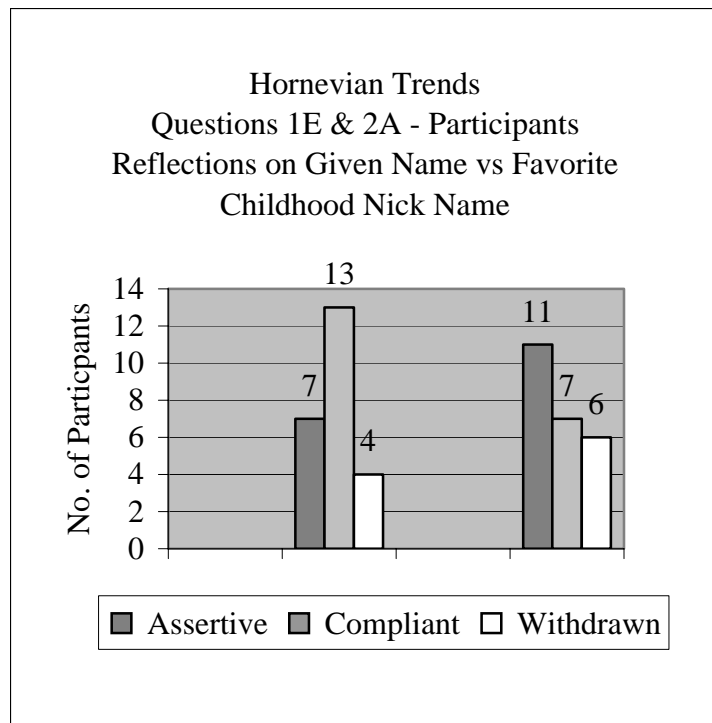 Hornevian Trends
Questions 1E & 2A - Participants
Reflections on Given Name vs Favorite
Childhood Nick Name
No. of Particpants
14
12
10
8
6
4
2
0
7
13
4
11
7
6
Assertive Compliant Withdrawn